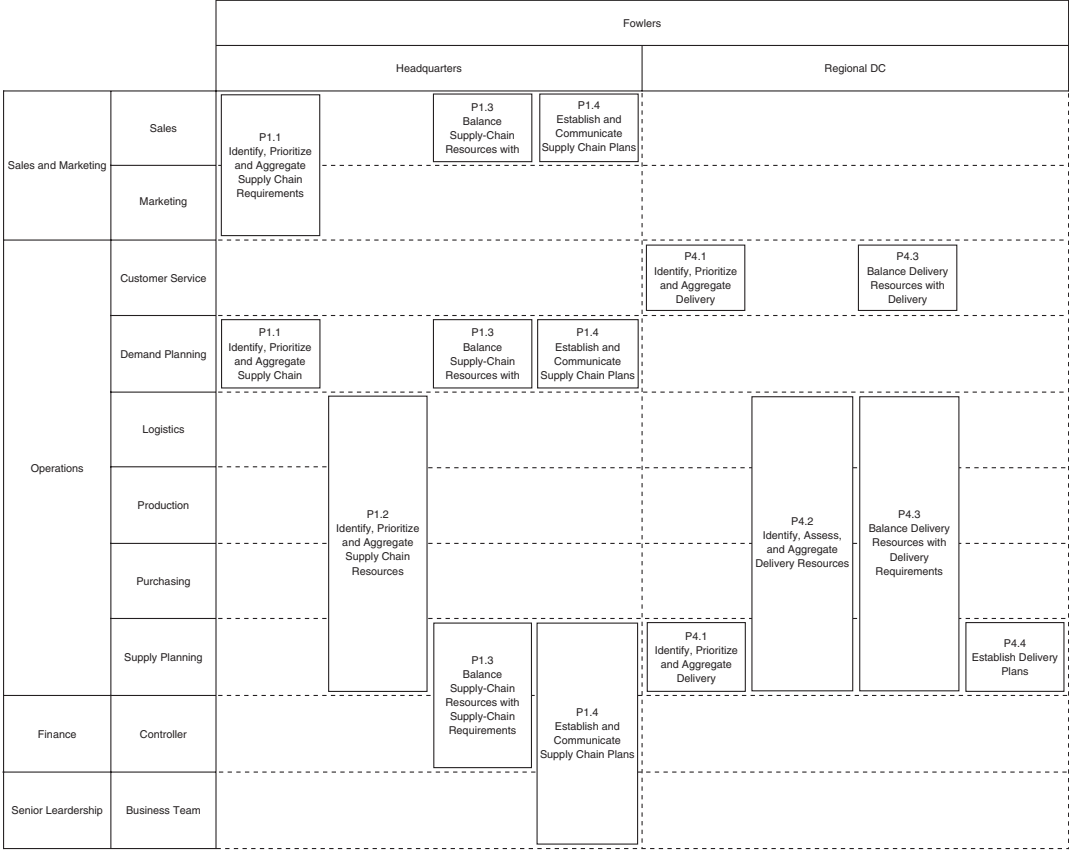 Fowlers
Headquarters
Regional DC
Sales and Marketing
Sales
P1.1
Identify, Prioritize
and Aggregate
Supply Chain
Requirements
P1.3
Balance
Supply-Chain
Resources with
P1.4
Establish and
Communicate
Supply Chain Plans
Marketing
Operations
Customer Service
P4.1
Identify, Prioritize
and Aggregate
Delivery
P4.3
Balance Delivery
Resources with
Delivery
Demand Planning
P1.1
Identify, Prioritize
and Aggregate
Supply Chain
P1.3
Balance
Supply-Chain
Resources with
P1.4
Establish and
Communicate
Supply Chain Plans
Logistics
Production
Purchasing
P1.2
Identify, Prioritize
and Aggregate
Supply Chain
Resources
P4.2
Identify, Assess,
and Aggregate
Delivery Resources
P4.3
Balance Delivery
Resources with
Delivery
Requirements
Supply Planning
P1.3
Balance
Supply-Chain
Resources with
Supply-Chain
Requirements
P1.4
Establish and
Communicate
Supply Chain Plans
P4.1
Identify, Prioritize
and Aggregate
Delivery
P4.4
Establish Delivery
Plans
Finance
Controller
Senior Leardership
Business Team